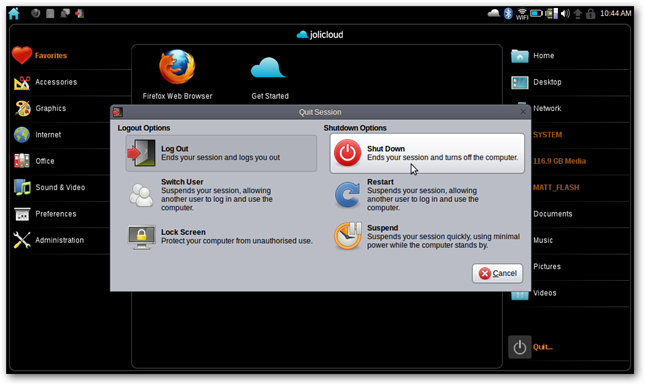 WIFI
10:44 AM
jolicloud
Favorites
Accessories
Graphics
Internet
Office
Sound & Video
Preferences
Administration
Firefox Web Browser
Get Started
Home
Desktop
Network
SYSTEM
116.9 GB Media
MATT_FLASH
Documents
Music
Pictures
Videos
Quit...
Quit Session
Logout Options
Log Out
Ends your session and logs you out
Switch User
Suspends your session, allowing
another user to log in and use the
computer.
Lock Screen
Protect your computer from unauthorised use.
Shutdown Options
Shut Down
Ends your session and turns off the computer.
Restart
Suspends your session, allowing
another user to log in and use the
computer.
Suspend
Suspends your session quickly, using minimal
power while the computer stands by.
Cancel